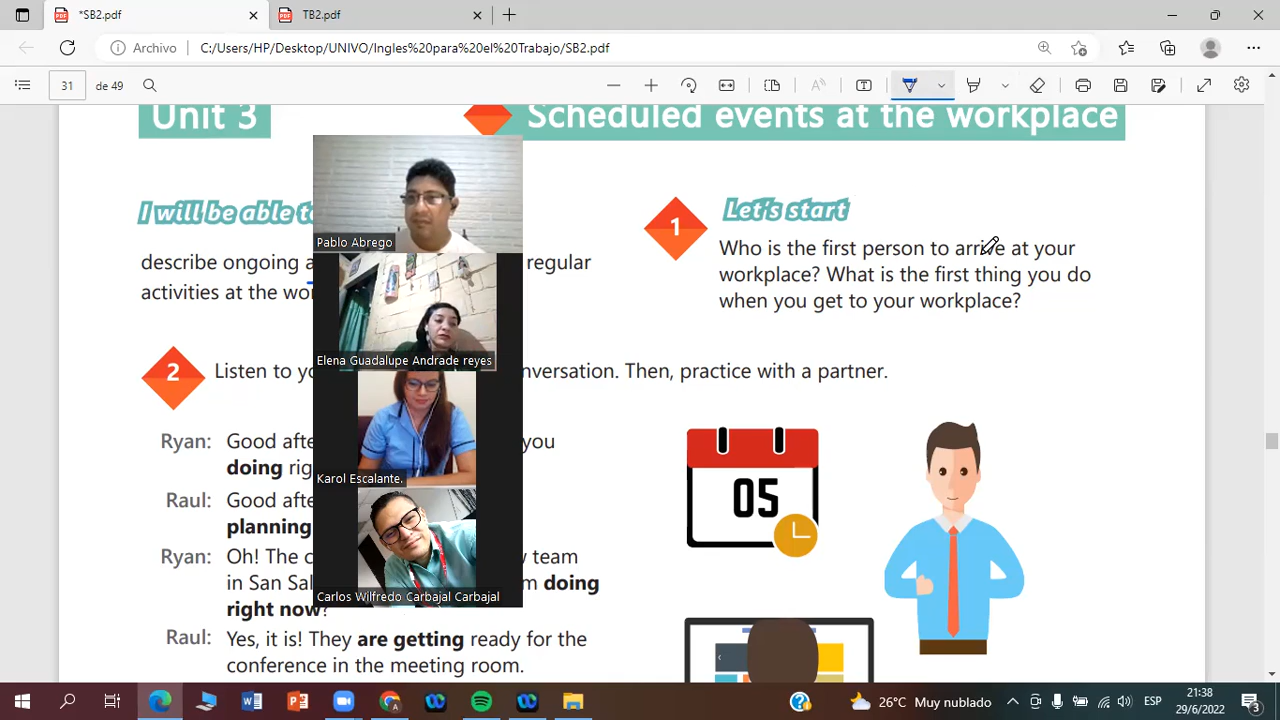 *SB2.pdf
TB2.pdf
Archivo
C:/Users/HP/Desktop/UNIVO/Ingles%20para%20el%20Trabajo/SB2.pdf
31
de 49
Unit 3
Scheduled events at the workplace
I will be able to
describe ongoing a
regular
activities at the wo
1
Let's start
Who is the first person to arrive at your
workplace? What is the first thing you do
when you get to your workplace?
2
Listen to yo
nversation. Then, practice with a partner.
Ryan: Good afte
you
doing rig
Raul: Good afte
planning
Ryan: Oh! The c
team
in San Sal
m doing
right now?
Raul: Yes, it is! They are getting ready for the
conference in the meeting room.
05
Pablo Abrego
Elena Guadalupe Andrade reyes
Karol Escalante.
Carlos Wilfredo Carbajal Carbajal
26°C Muy nublado
ESP
21:38
29/6/2022
3